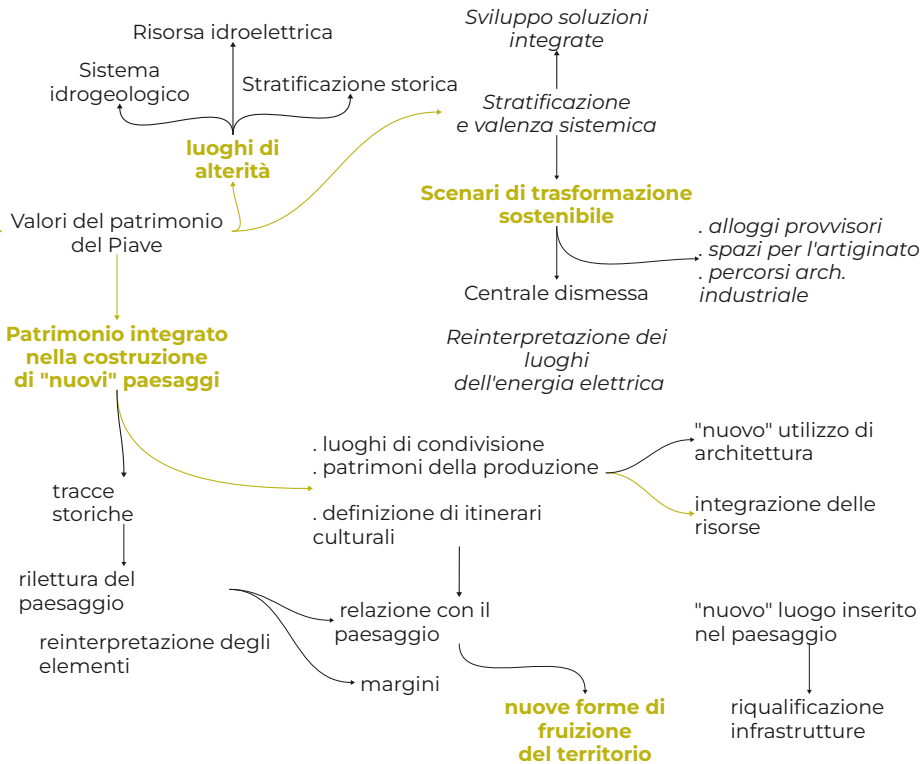 Sviluppo soluzioni
integrate
Risorsa idroelettrica
Sistema
idrogeologico
Stratificazione storica
Stratificazione
e valenza sistemica
luoghi di
alterità
Scenari di trasformazione
sostenibile
Valori del patrimonio
del Piave
. alloggi provvisori
. spazi per l'artiginato
. percorsi arch.
industriale
Centrale dismessa
Patrimonio integrato
nella costruzione
di "nuovi" paesaggi
Reinterpretazione dei
luoghi
dell'energia elettrica
. luoghi di condivisione
. patrimoni della produzione
"nuovo" utilizzo di
architettura
tracce
storiche
. definizione di itinerari
culturali
integrazione delle
risorse
rilettura del
paesaggio
reinterpretazione degli
elementi
relazione con il
paesaggio
margini
"nuovo" luogo inserito
nel paesaggio
nuove forme di
fruizione
del territorio
riqualificazione
infrastrutture